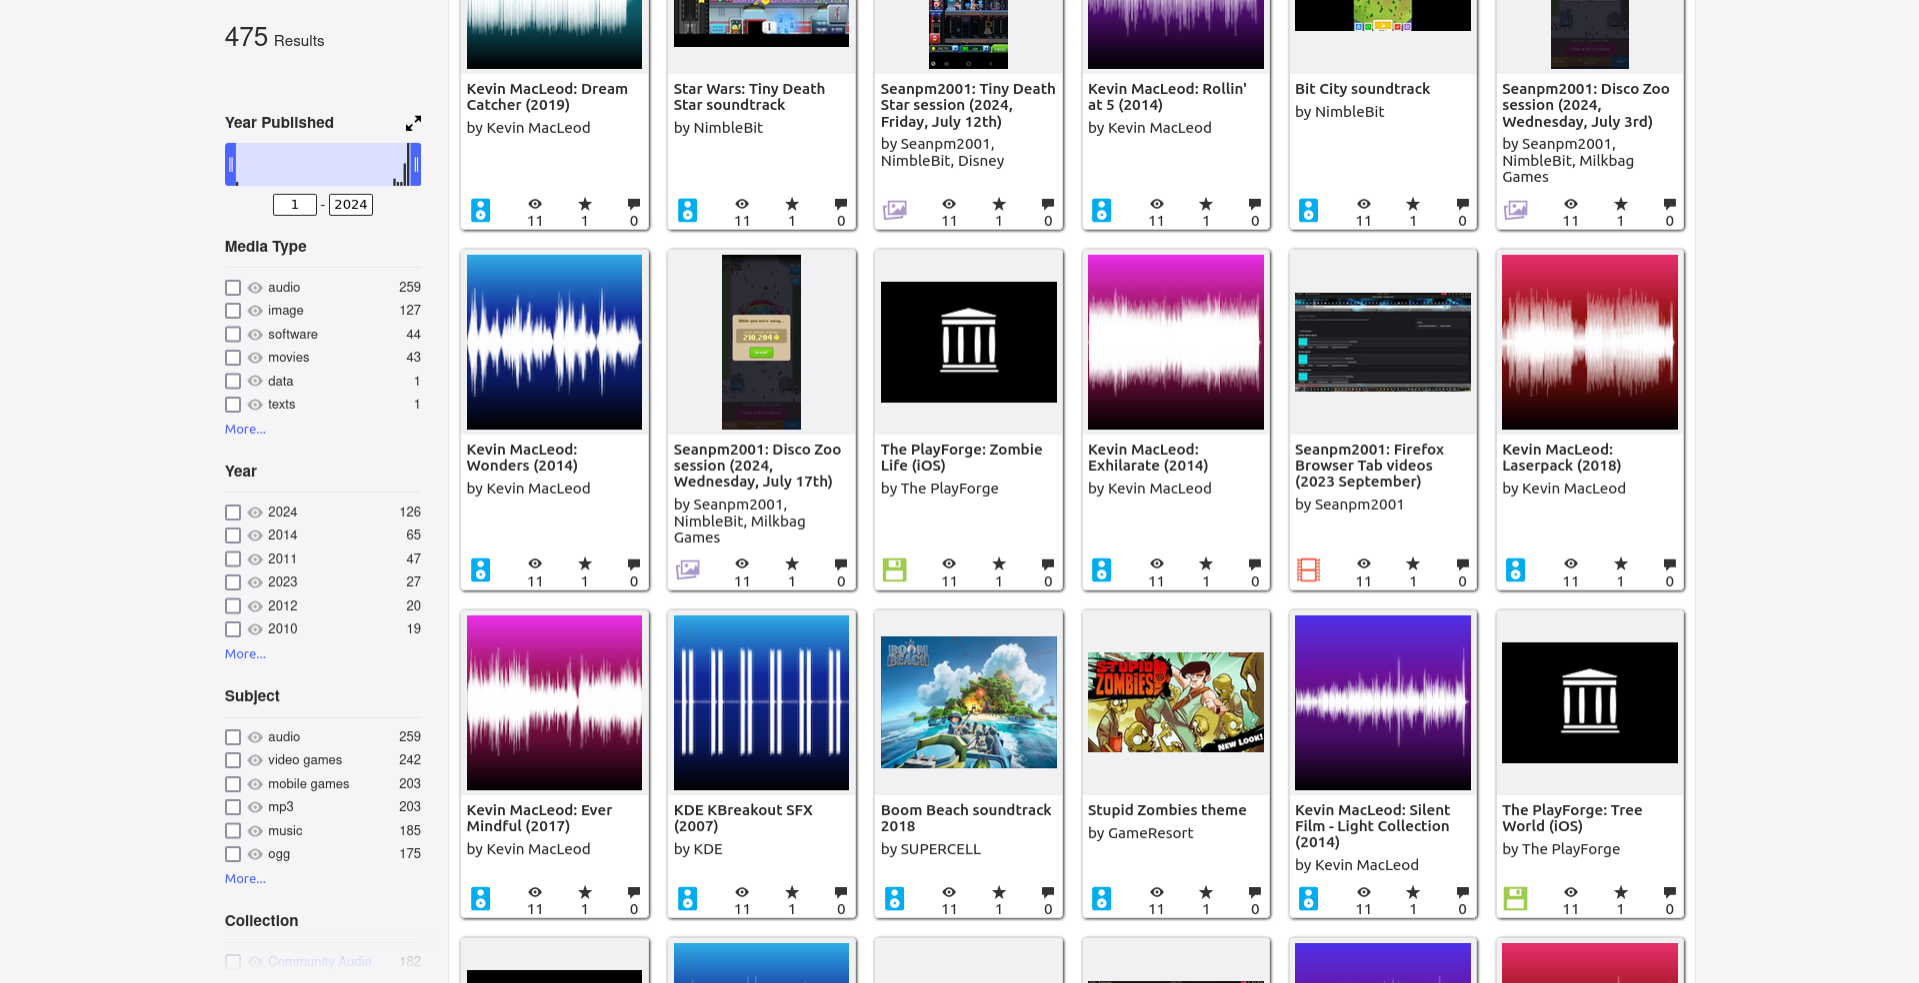 475 Results
Year Published
1 - 2024
Media Type
audio 259
image 127
software 44
movies 43
data 1
texts 1
More...
Year
2024 126
2014 65
2011 47
2023 27
2012 20
2010 19
More...
Subject
audio 259
video games 242
mobile games 203
mp3 203
music 185
ogg 175
More...
Collection
Community Audio 182
Kevin MacLeod: Dream
Catcher (2019)
by Kevin MacLeod
11 1 0
Star Wars: Tiny Death
Star soundtrack
by NimbleBit
11 1 0
Seanpm2001: Tiny Death
Star session (2024,
Friday, July 12th)
by Seanpm2001,
NimbleBit, Disney
11 1 0
Kevin MacLeod: Rollin'
at 5 (2014)
by Kevin MacLeod
11 1 0
Bit City soundtrack
by NimbleBit
11 1 0
Seanpm2001: Disco Zoo
session (2024,
Wednesday, July 3rd)
by Seanpm2001,
NimbleBit, Milkbag
Games
11 1 0
Kevin MacLeod:
Wonders (2014)
by Kevin MacLeod
11 1 0
While you were away...
210,204
Seanpm2001: Disco Zoo
session (2024,
Wednesday, July 17th)
by Seanpm2001,
NimbleBit, Milkbag
Games
11 1 0
The PlayForge: Zombie
Life (iOS)
by The PlayForge
11 1 0
Kevin MacLeod:
Exhilarate (2014)
by Kevin MacLeod
11 1 0
Seanpm2001: Firefox
Browser Tab videos
(2023 September)
by Seanpm2001
11 1 0
Kevin MacLeod:
Laserpack (2018)
by Kevin MacLeod
11 1 0
Kevin MacLeod: Ever
Mindful (2017)
by Kevin MacLeod
11 1 0
KDE KBreakout SFX
(2007)
by KDE
11 1 0
BOOM
BEACH
Boom Beach soundtrack
2018
by SUPERCELL
11 1 0
STUPID
ZOMBIES
NEW LOOK!
Stupid Zombies theme
by GameResort
11 1 0
Kevin MacLeod: Silent
Film - Light Collection
(2014)
by Kevin MacLeod
11 1 0
The PlayForge: Tree
World (iOS)
by The PlayForge
11 1 0